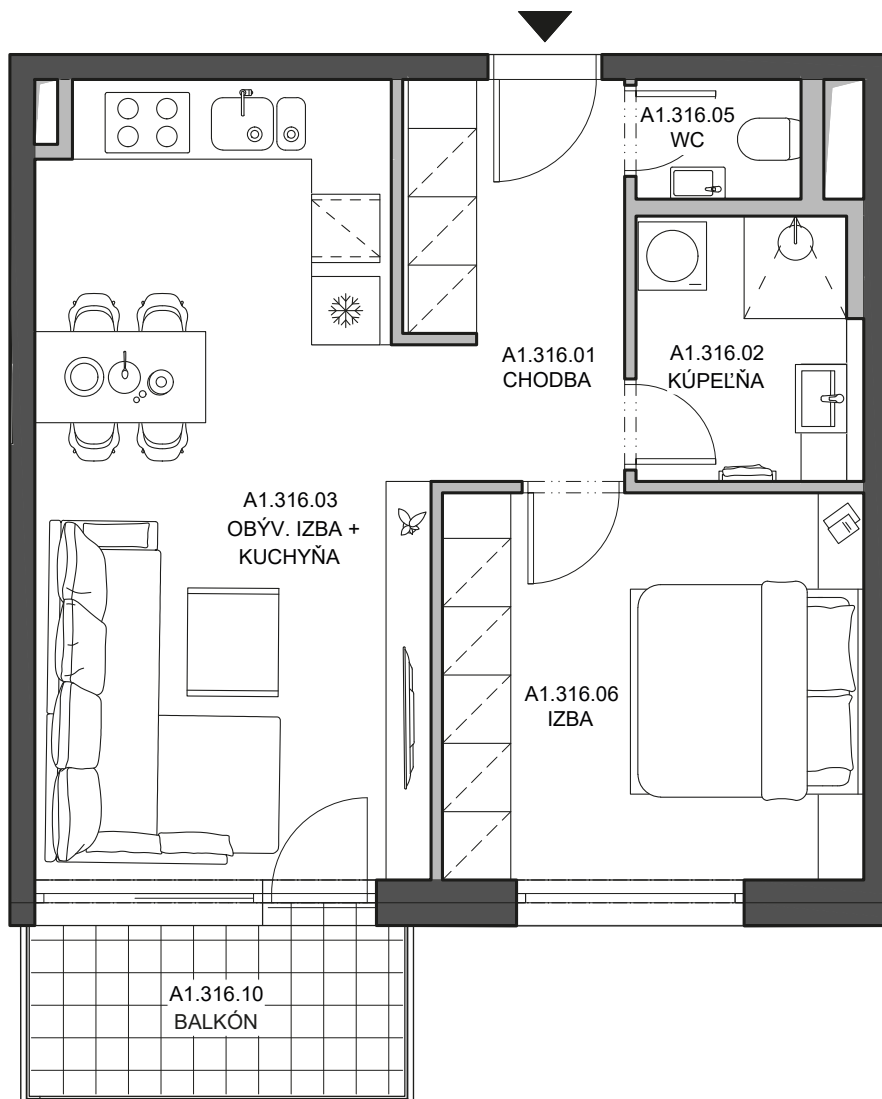 A1.316.05
WC
A1.316.01
CHODBA
A1.316.02
KÚPEĽŇA
A1.316.03
OBÝV. IZBA +
KUCHYŇA
A1.316.06
IZBA
A1.316.10
BALKÓN